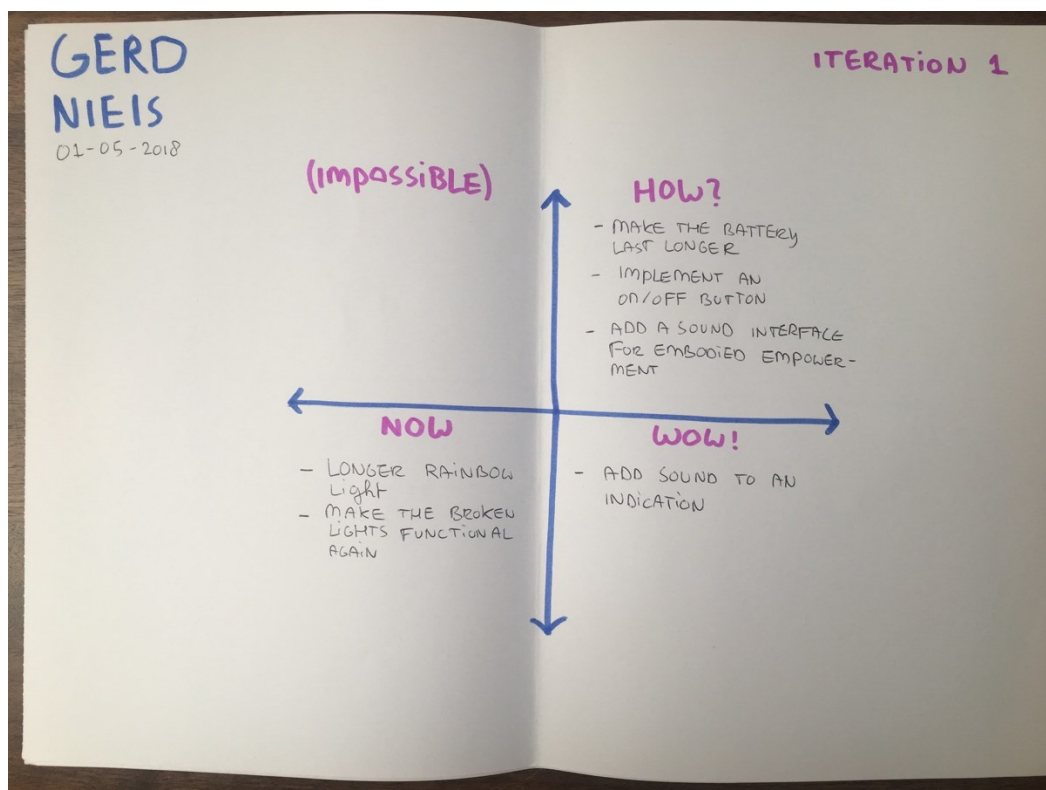 GERD
NIEIS
01-05-2018
ITERATION 1
(IMPOSSIBLE)
HOW?
- MAKE THE BATTERY
LAST LONGER
- IMPLEMENT AN
ON/OFF BUTTON
- ADD A SOUND INTERFACE
FOR EMBODIED EMPOWER-
MENT
NOW
- LONGER RAINBOW
Light
- MAKE THE BROKEN
LIGHTS FUNCTIONAL
AGAIN
WOW!
- ADD SOUND TO AN
INDICATION